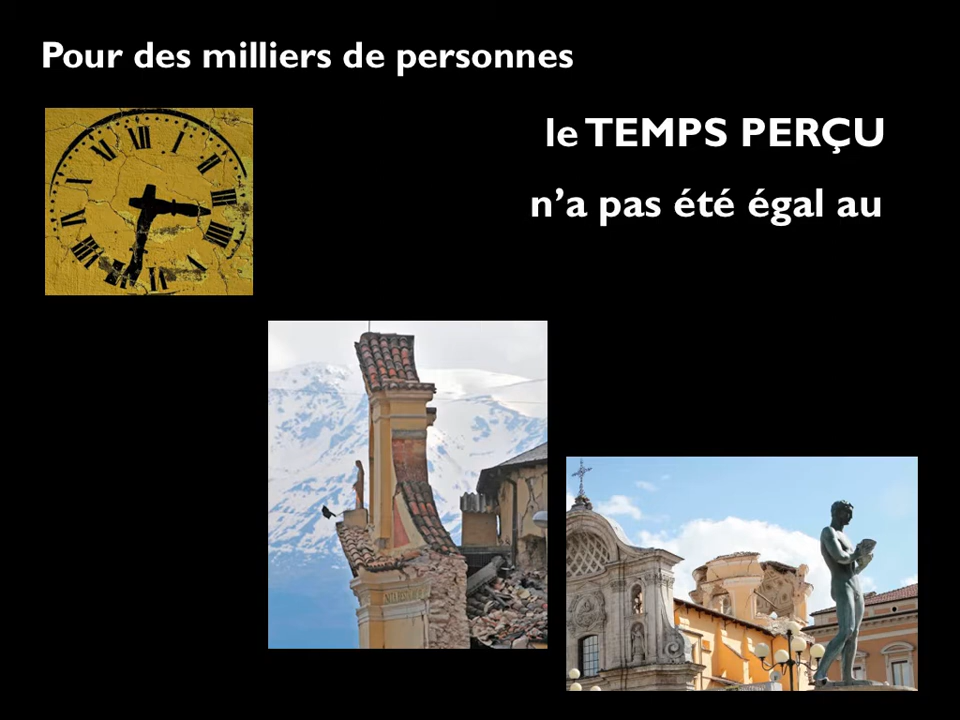 Pour des milliers de personnes
le TEMPS PERÇU
n’a pas été égal au